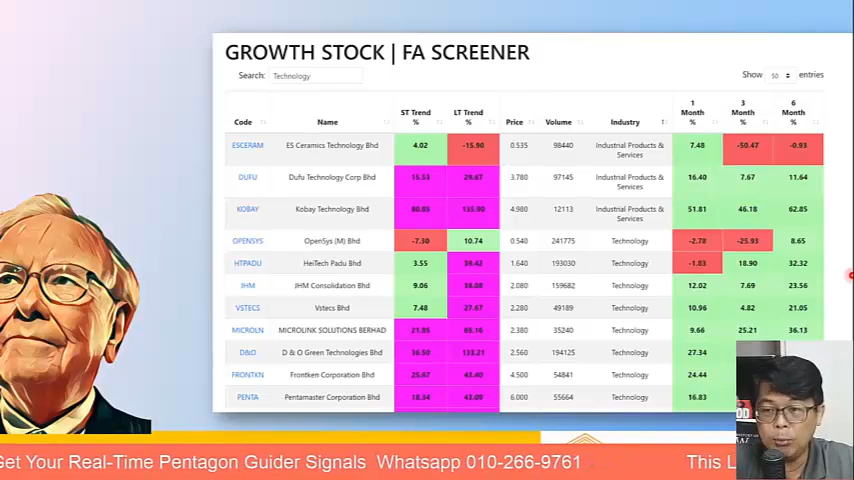 GROWTH STOCK | FA SCREENER
Search: Technology Show 50 entries
Code Name ST Trend % LT Trend % Price Volume Industry 1 Month % 3 Month % 6 Month %
ESCERAM ES Ceramics Technology Bhd 4.02 -15.90 0.535 98440 Industrial Products & Services 7.48 -50.47 -0.93
DUFU Dufu Technology Corp Bhd 15.53 29.67 3.780 97145 Industrial Products & Services 16.40 7.67 11.64
KOBAY Kobay Technology Bhd 60.85 135.90 4.980 12113 Industrial Products & Services 51.81 46.18 62.85
OPENSYS OpenSys (M) Bhd -7.30 10.74 0.540 241775 Technology -2.78 -25.93 8.65
HTPADU HeiTech Padu Bhd 3.55 39.42 1.640 193030 Technology -1.83 18.90 32.32
JHM JHM Consolidation Bhd 9.06 38.08 2.080 159682 Technology 12.02 7.69 23.56
VSTECS Vstecs Bhd 7.48 27.67 2.280 49189 Technology 10.96 4.82 21.05
MICROLN MICROLINK SOLUTIONS BERHAD 21.85 65.16 2.380 35240 Technology 9.66 25.21 36.13
D&O D & O Green Technologies Bhd 36.50 133.21 2.560 194125 Technology 27.34
FRONTKN Frontken Corporation Bhd 25.67 43.40 4.500 54841 Technology 24.44
PENTA Pentamaster Corporation Bhd 18.34 43.09 6.000 55664 Technology 16.83
Get Your Real-Time Pentagon Guider Signals Whatsapp 010-266-9761 This